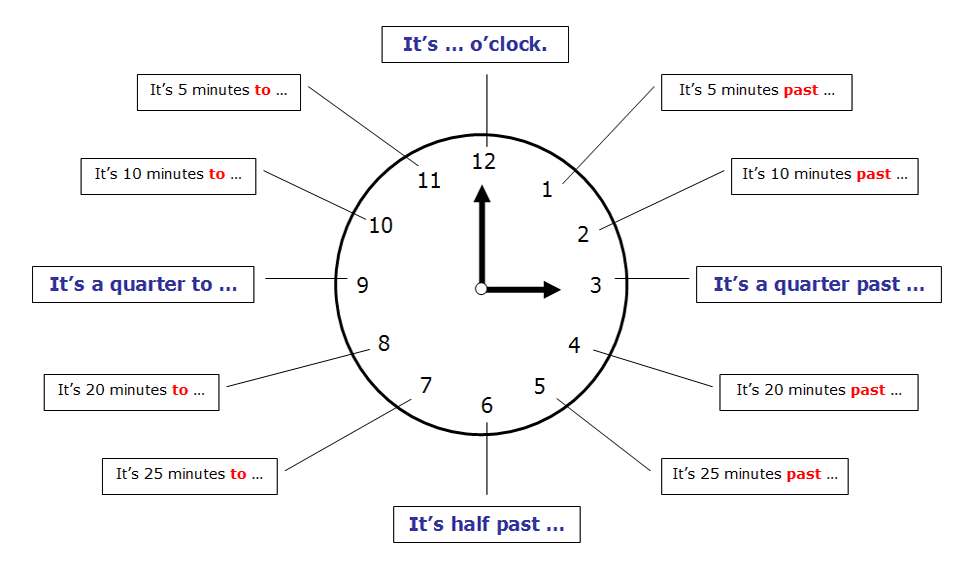 It's ... o'clock.
It's 5 minutes to ...
It's 5 minutes past ...
12
11
1
It's 10 minutes to ...
It's 10 minutes past ...
10
2
It's a quarter to ...
9
3
It's a quarter past ...
8
4
It's 20 minutes to ...
It's 20 minutes past ...
7
5
6
It's 25 minutes to ...
It's 25 minutes past ...
It's half past ...